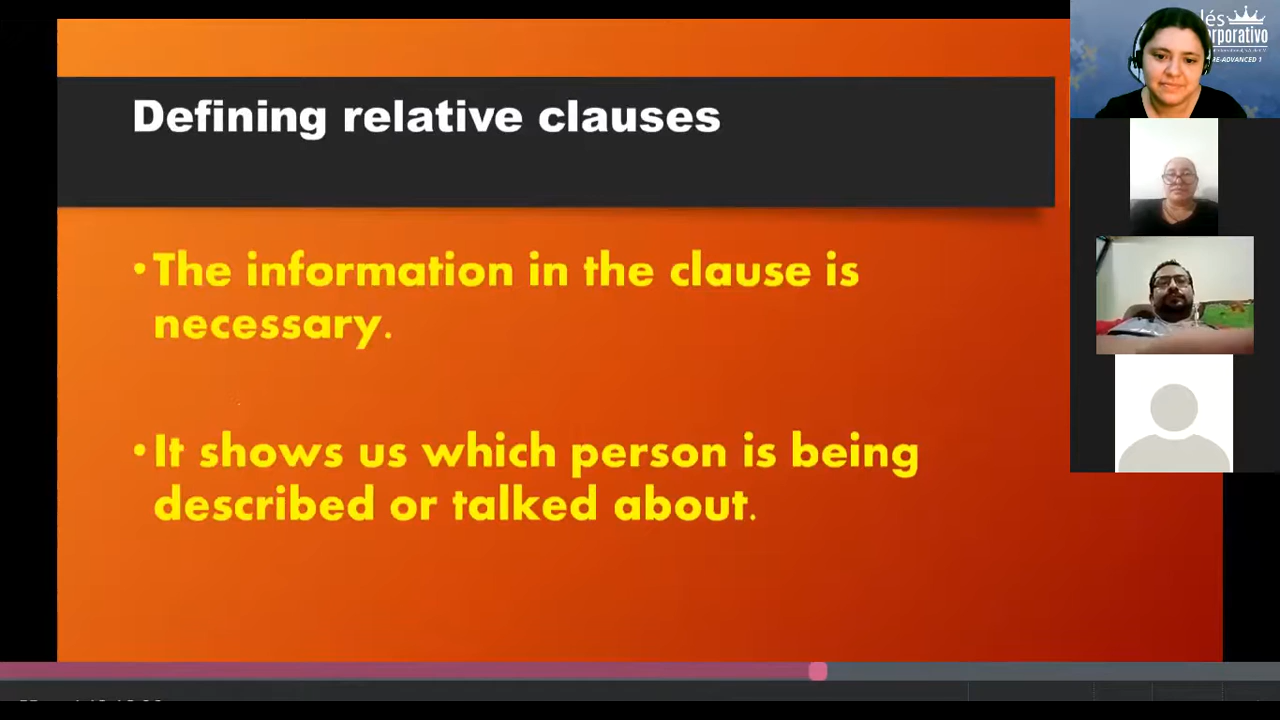 Defining relative clauses
•The information in the clause is
necessary.
•It shows us which person is being
described or talked about.